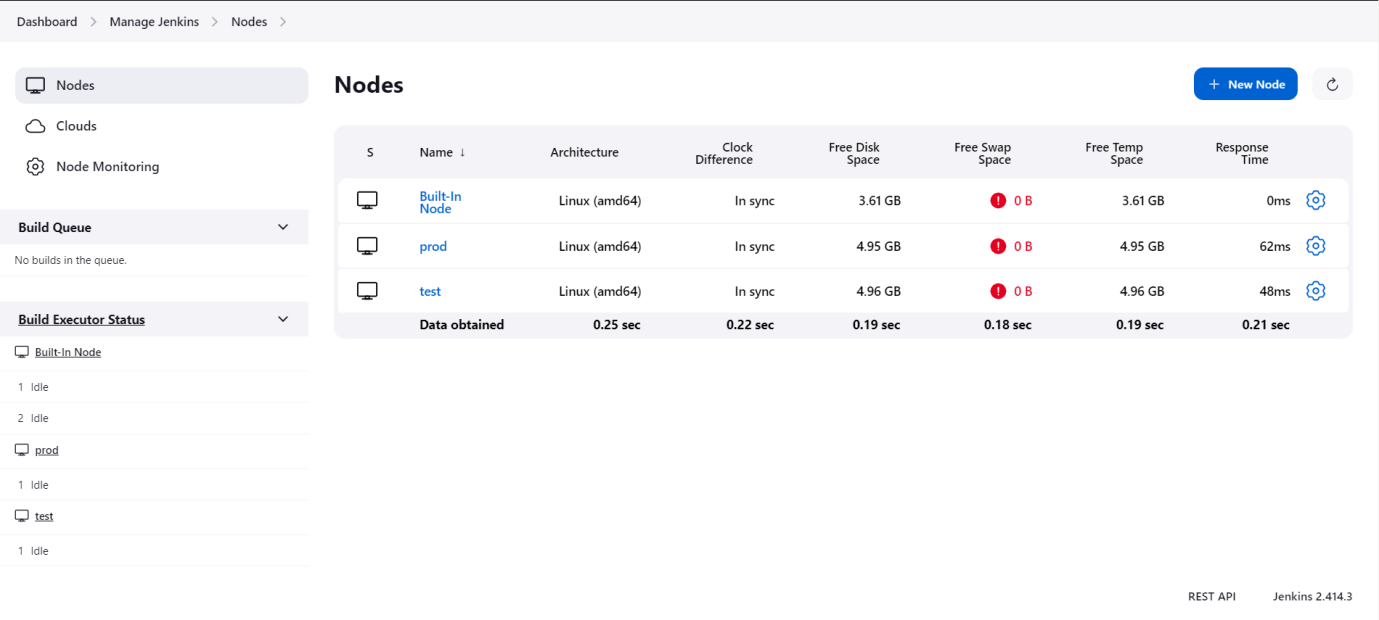 Dashboard > Manage Jenkins > Nodes >
Nodes
Clouds
Node Monitoring
Build Queue
No builds in the queue.
Build Executor Status
Built-In Node
1 Idle
2 Idle
prod
1 Idle
test
1 Idle
Nodes
+ New Node
S Name ↓ Architecture Clock Difference Free Disk Space Free Swap Space Free Temp Space Response Time
Built-In Node Linux (amd64) In sync 3.61 GB ! 0 B 3.61 GB 0ms
prod Linux (amd64) In sync 4.95 GB ! 0 B 4.95 GB 62ms
test Linux (amd64) In sync 4.96 GB ! 0 B 4.96 GB 48ms
Data obtained 0.25 sec 0.22 sec 0.19 sec 0.18 sec 0.19 sec 0.21 sec
REST API Jenkins 2.414.3